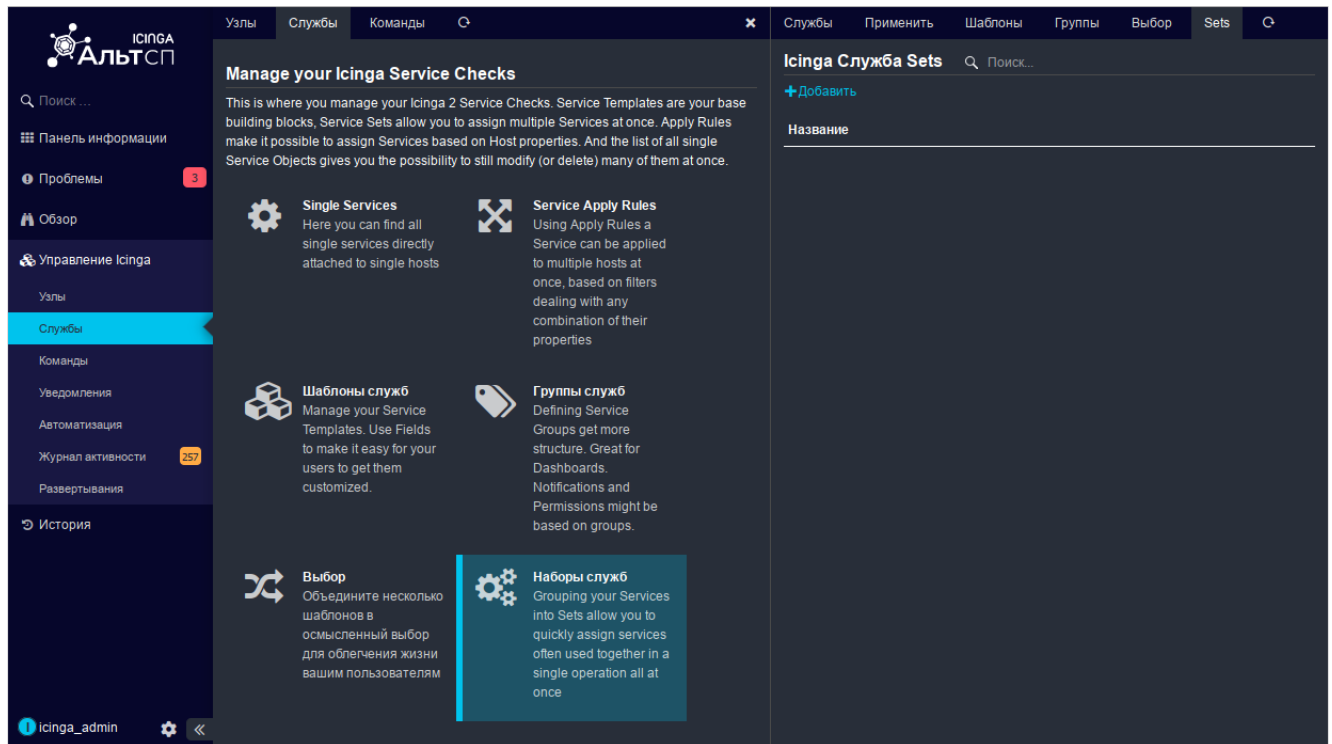 ICINGA
АЛЬТСП
Поиск ...
Панель информации
Проблемы 3
Обзор
Управление Icinga
Узлы
Службы
Команды
Уведомления
Автоматизация
Журнал активности 257
Развертывания
История
icinga_admin
Узлы Службы Команды
Manage your Icinga Service Checks
This is where you manage your Icinga 2 Service Checks. Service Templates are your base
building blocks, Service Sets allow you to assign multiple Services at once. Apply Rules
make it possible to assign Services based on Host properties. And the list of all single
Service Objects gives you the possibility to still modify (or delete) many of them at once.
Single Services
Here you can find all
single services directly
attached to single hosts
Service Apply Rules
Using Apply Rules a
Service can be applied
to multiple hosts at
once, based on filters
dealing with any
combination of their
properties
Шаблоны служб
Manage your Service
Templates. Use Fields
to make it easy for your
users to get them
customized.
Группы служб
Defining Service
Groups get more
structure. Great for
Dashboards.
Notifications and
Permissions might be
based on groups.
Выбор
Объедините несколько
шаблонов в
осмысленный выбор
для облегчения жизни
вашим пользователям
Наборы служб
Grouping your Services
into Sets allow you to
quickly assign services
often used together in a
single operation all at
once
Службы Применить Шаблоны Группы Выбор Sets
Icinga Служба Sets Поиск...
Добавить
Название